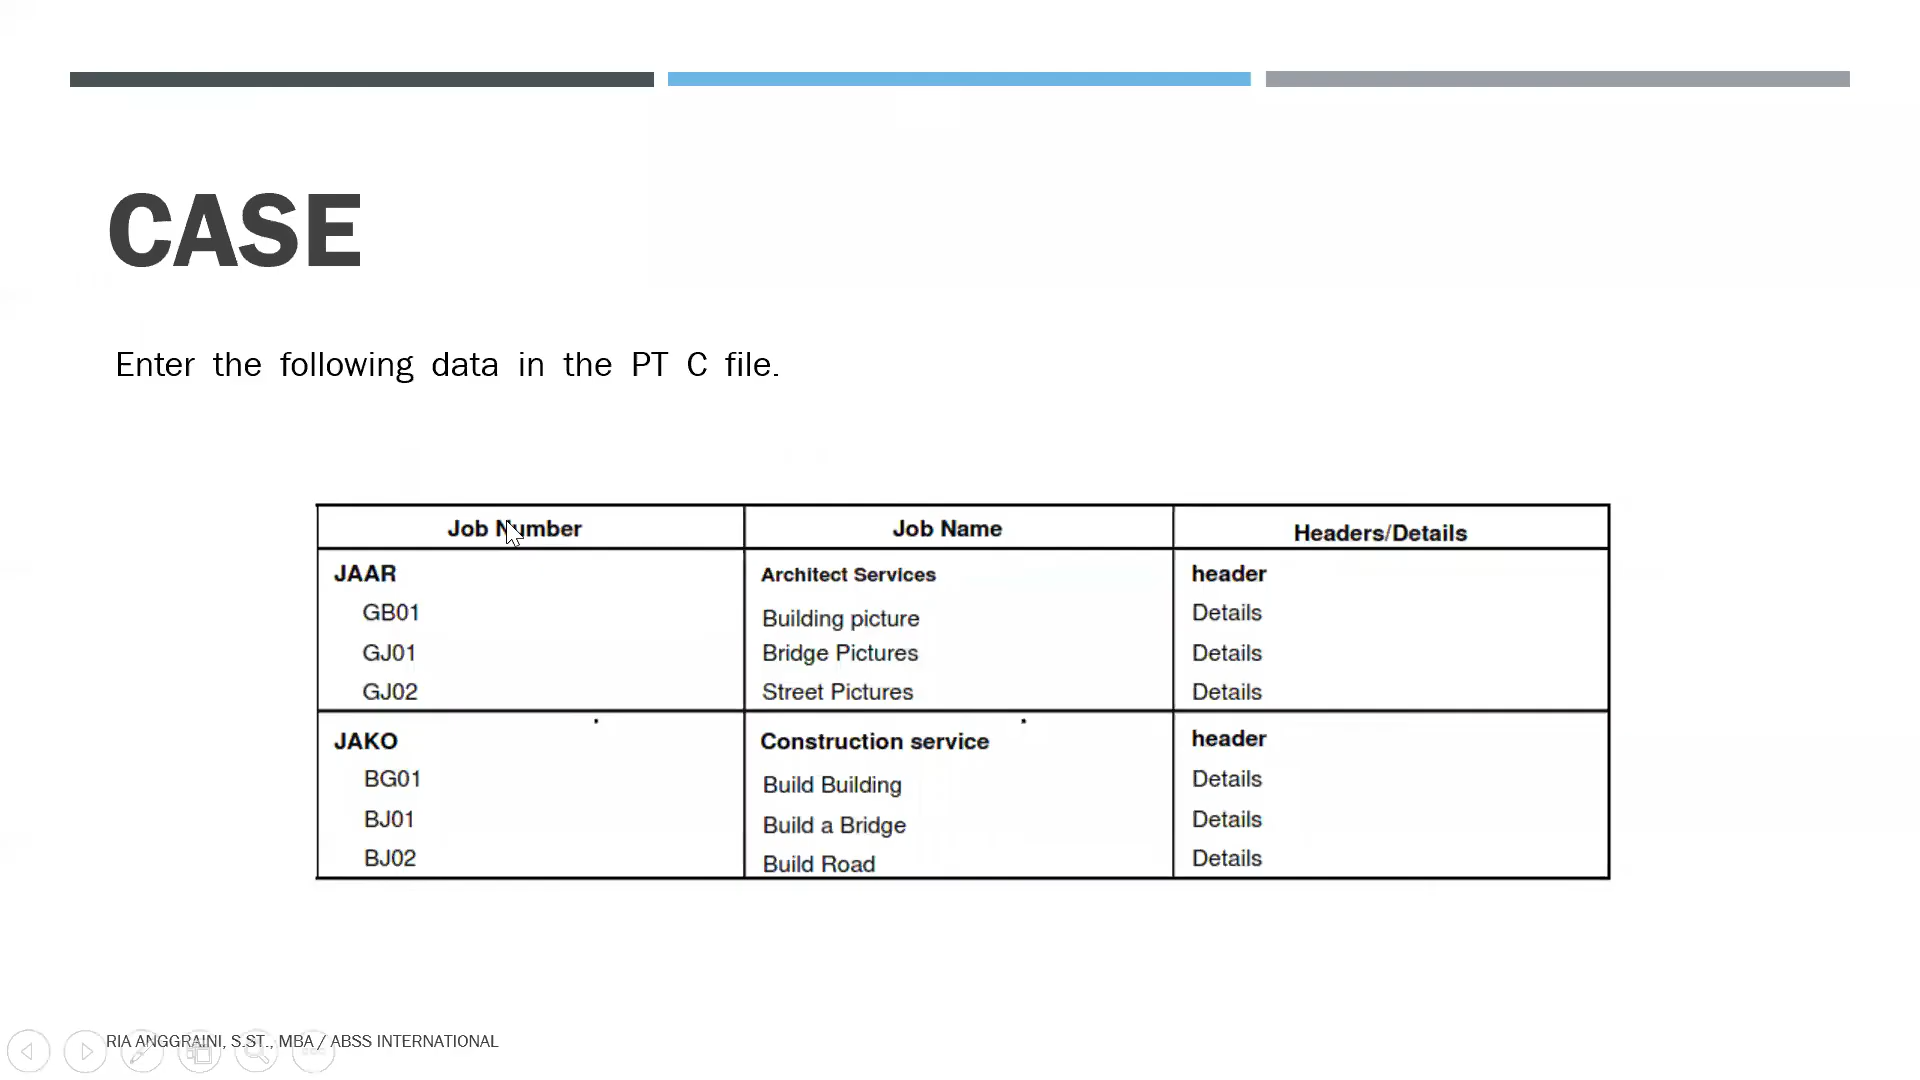 CASE
Enter the following data in the PT C file.
Job Number Job Name Headers/Details
JAAR Architect Services header
GB01 Building picture Details
GJ01 Bridge Pictures Details
GJ02 Street Pictures Details
JAKO Construction service header
BG01 Build Building Details
BJ01 Build a Bridge Details
BJ02 Build Road Details
RIA ANGGRAINI, S.ST., MBA / ABSS INTERNATIONAL